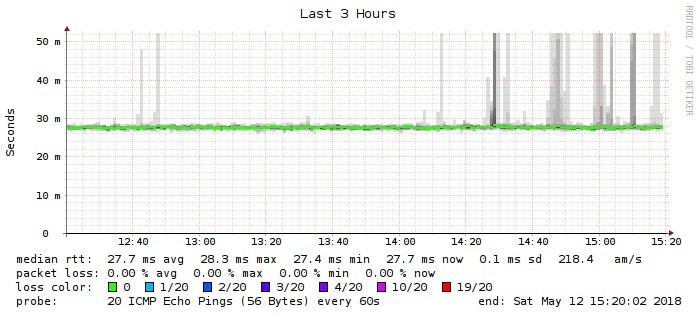 Last 3 Hours
RRDTOOL / TOBI OETIKER
Seconds
50 m
40 m
30 m
20 m
10 m
0
12:40 13:00 13:20 13:40 14:00 14:20 14:40 15:00 15:20
median rtt: 27.7 ms avg 28.3 ms max 27.4 ms min 27.7 ms now 0.1 ms sd 218.4 am/s
packet loss: 0.00 % avg 0.00 % max 0.00 % min 0.00 % now
loss color: 0 1/20 2/20 3/20 4/20 10/20 19/20
probe: 20 ICMP Echo Pings (56 Bytes) every 60s end: Sat May 12 15:20:02 2018